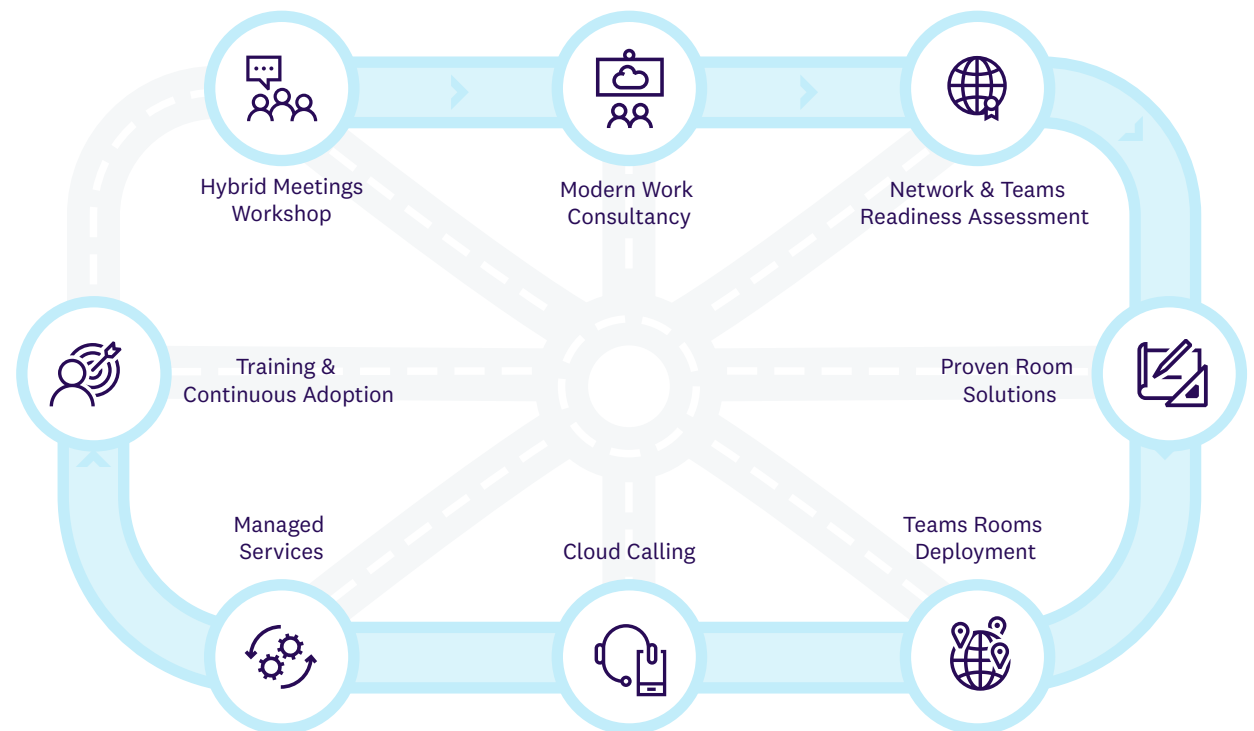 Hybrid Meetings
Workshop
Modern Work
Consultancy
Network & Teams
Readiness Assessment
Training &
Continuous Adoption
Proven Room
Solutions
Managed
Services
Cloud Calling
Teams Rooms
Deployment